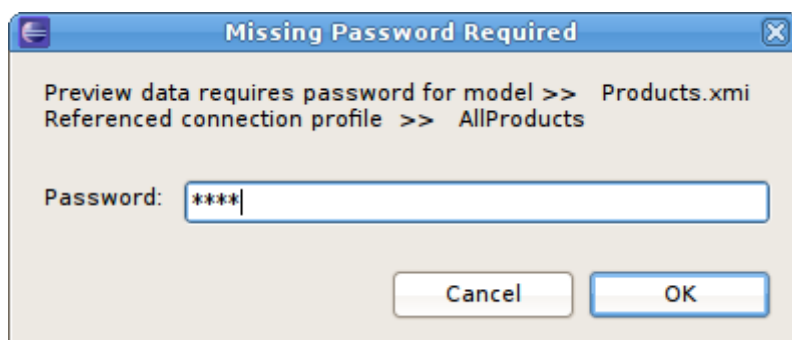 Missing Password Required
Preview data requires password for model >> Products.xmi
Referenced connection profile >> AllProducts
Password: ****
Cancel OK